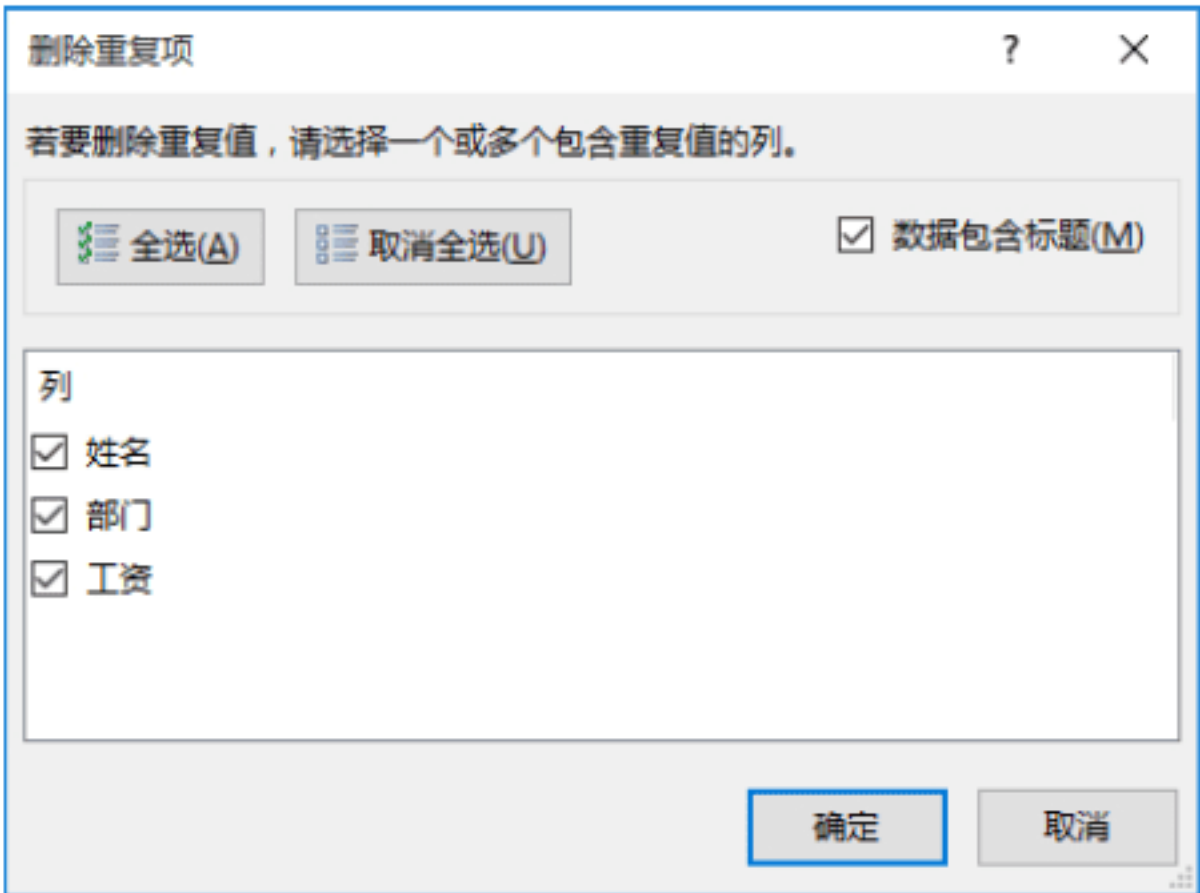 删除重复项
若要删除重复值，请选择一个或多个包含重复值的列。
全选(A) 取消全选(U) 数据包含标题(M)
列
姓名
部门
工资
确定 取消